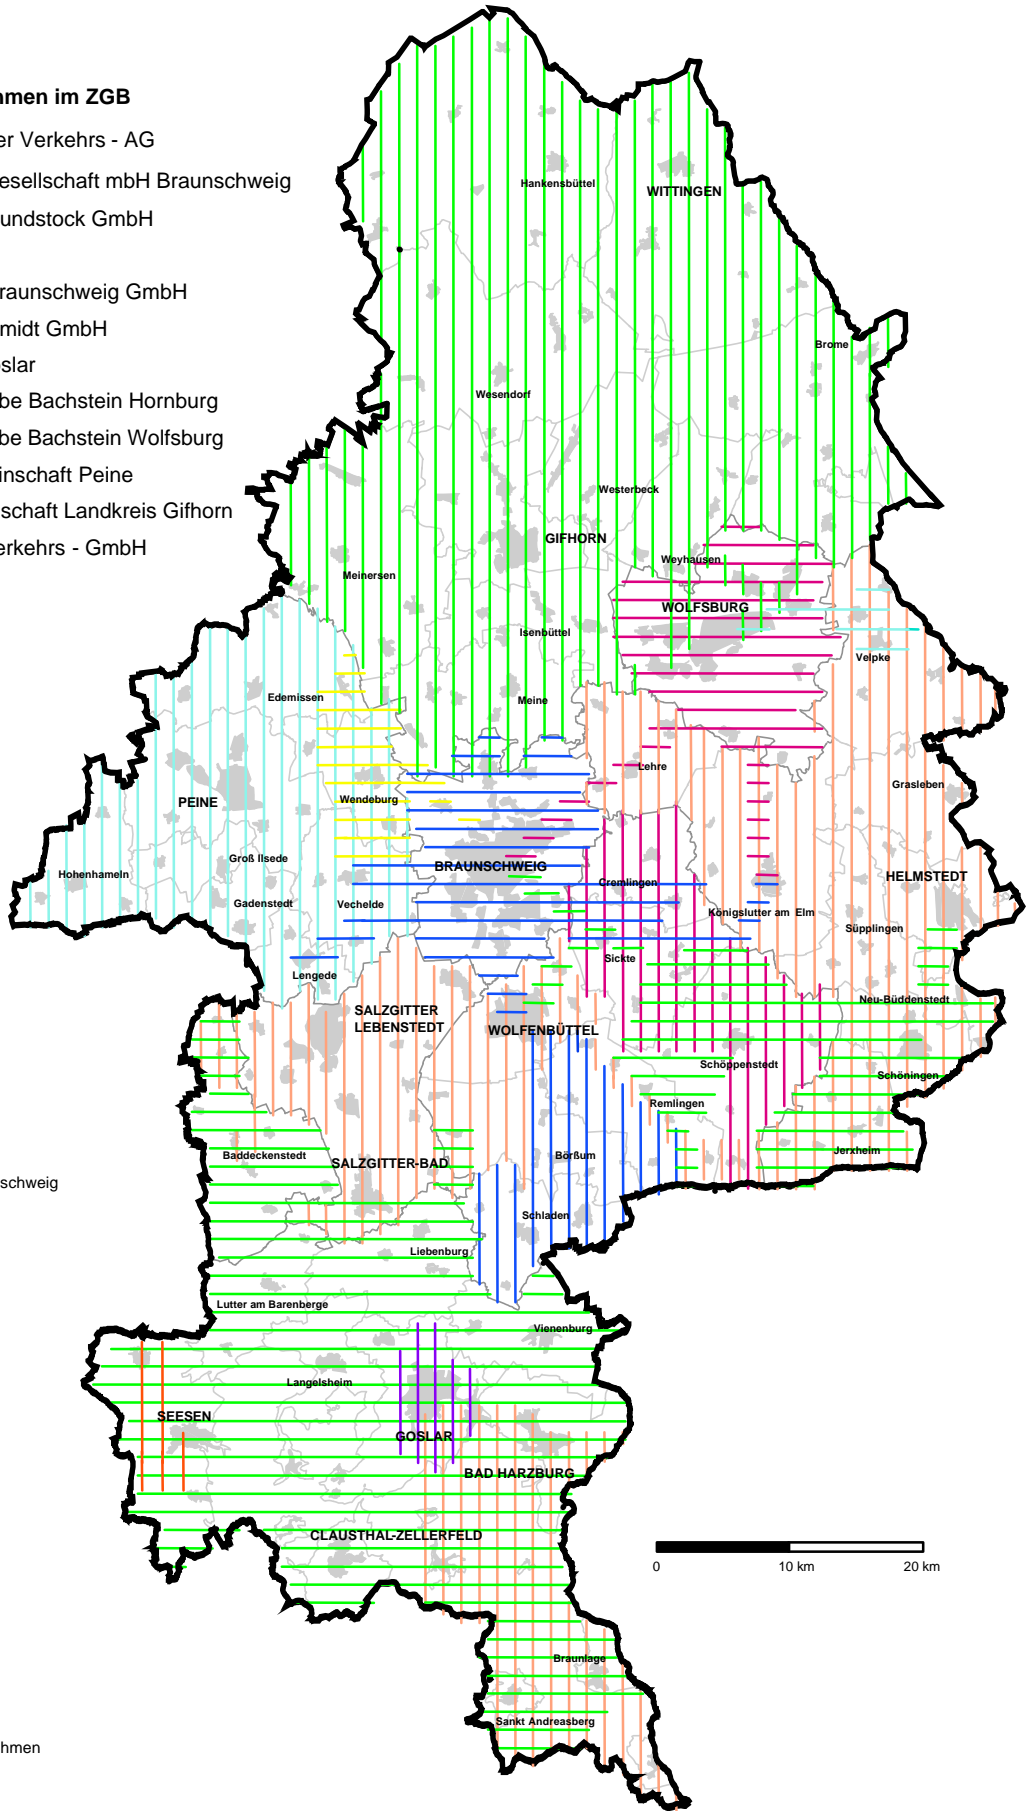 hmen im ZGB
er Verkehrs - AG
esellschaft mbH Braunschweig
undstock GmbH
raunschweig GmbH
midt GmbH
oslar
be Bachstein Hornburg
be Bachstein Wolfsburg
inschaft Peine
schaft Landkreis Gifhorn
erkehrs - GmbH
Hankensbüttel
WITTINGEN
Brome
Wesendorf
Westerbeck
GIFHORN
Weyhausen
Meinersen
WOLFSBURG
Isenbüttel
Velpke
Edemissen
Meine
Lehre
Grasleben
PEINE
Wendeburg
Groß Ilsede
BRAUNSCHWEIG
Hohenhameln
Cremlingen
HELMSTEDT
Gadenstedt
Vechelde
Königslutter am Elm
Süpplingen
Sickte
Lengede
Neu-Büddenstedt
SALZGITTER
LEBENSTEDT
WOLFENBÜTTEL
Schöppenstedt
Schöningen
Remlingen
Baddeckenstedt
SALZGITTER-BAD
Börßum
Jerxheim
schweig
Schladen
Liebenburg
Lutter am Barenberge
Vienenburg
Langelsheim
SEESEN
GOSLAR
BAD HARZBURG
CLAUSTHAL-ZELLERFELD
0 10 km 20 km
Braunlage
Sankt Andreasberg
hmen